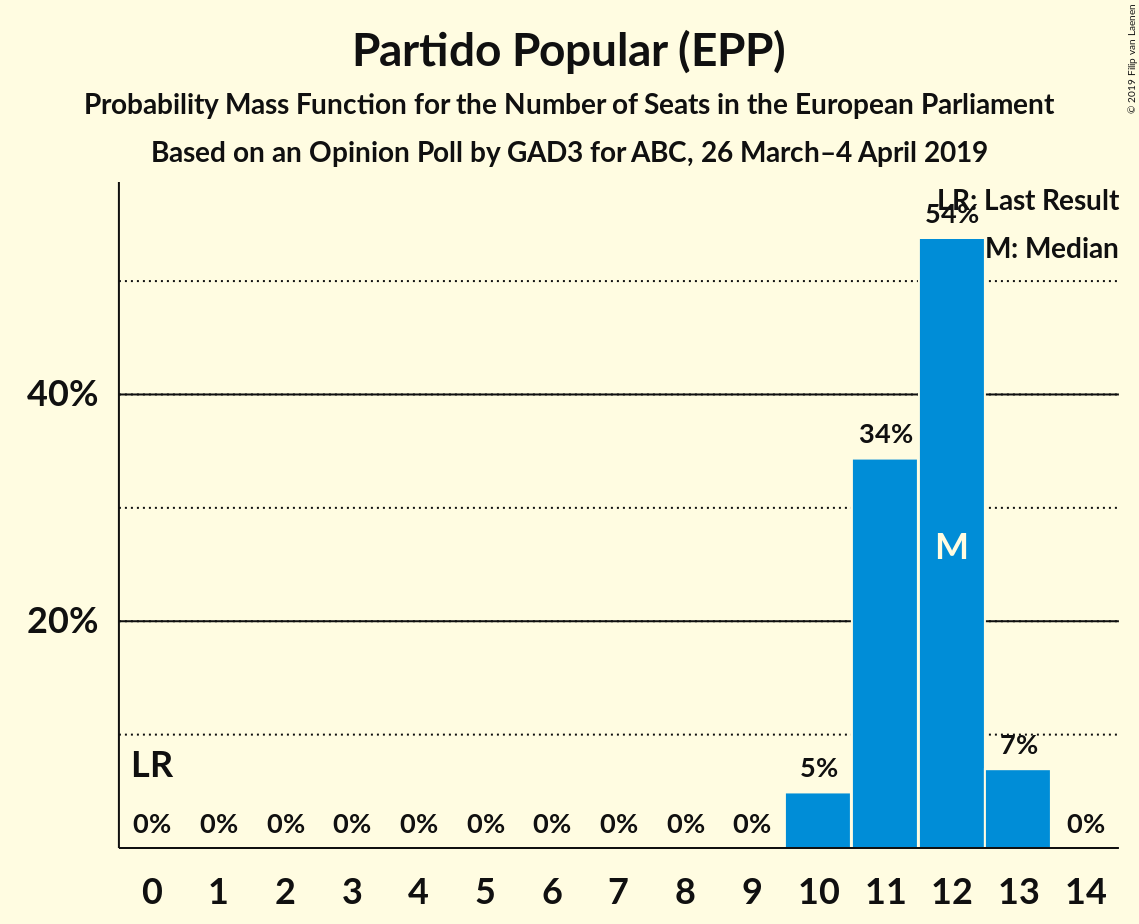 Partido Popular (EPP)
Probability Mass Function for the Number of Seats in the European Parliament
Based on an Opinion Poll by GAD3 for ABC, 26 March–4 April 2019
© 2019 Filip van Laenen
LR: Last Result
M: Median
54%
40%
34%
M
20%
LR
7%
5%
0% 0% 0% 0% 0% 0% 0% 0% 0% 0% 0%
0 1 2 3 4 5 6 7 8 9 10 11 12 13 14